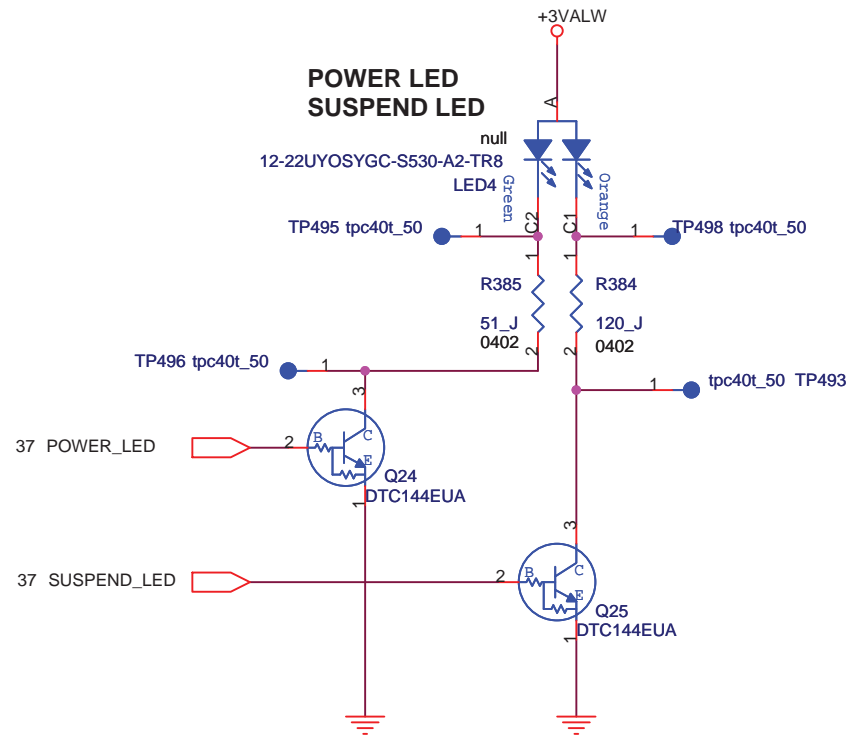 +3VALW
POWER LED
SUSPEND LED
A
null
12-22UYOSYGC-S530-A2-TR8
LED4
Green
Orange
C2
C1
TP495 tpc40t_50
1
1
TP498 tpc40t_50
1
1
R385
R384
51_J
120_J
0402
0402
2
2
TP496 tpc40t_50
1
1
tpc40t_50 TP493
3
37 POWER_LED
2
B
C
E
Q24
DTC144EUA
1
3
37 SUSPEND_LED
2
B
C
E
Q25
DTC144EUA
1